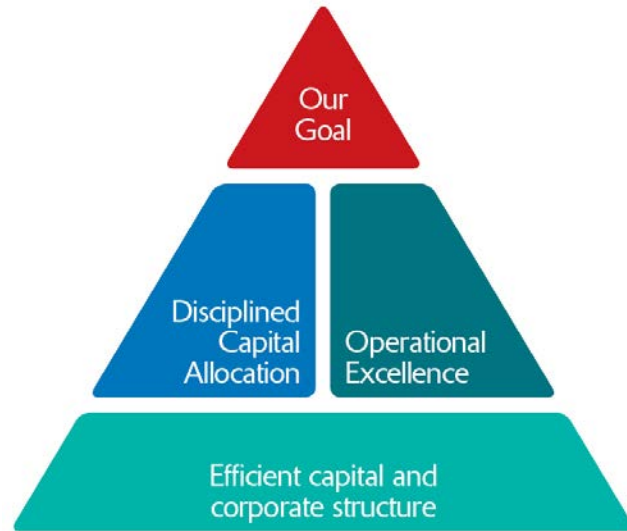 Our
Goal
Disciplined
Capital
Allocation
Operational
Excellence
Efficient capital and
corporate structure